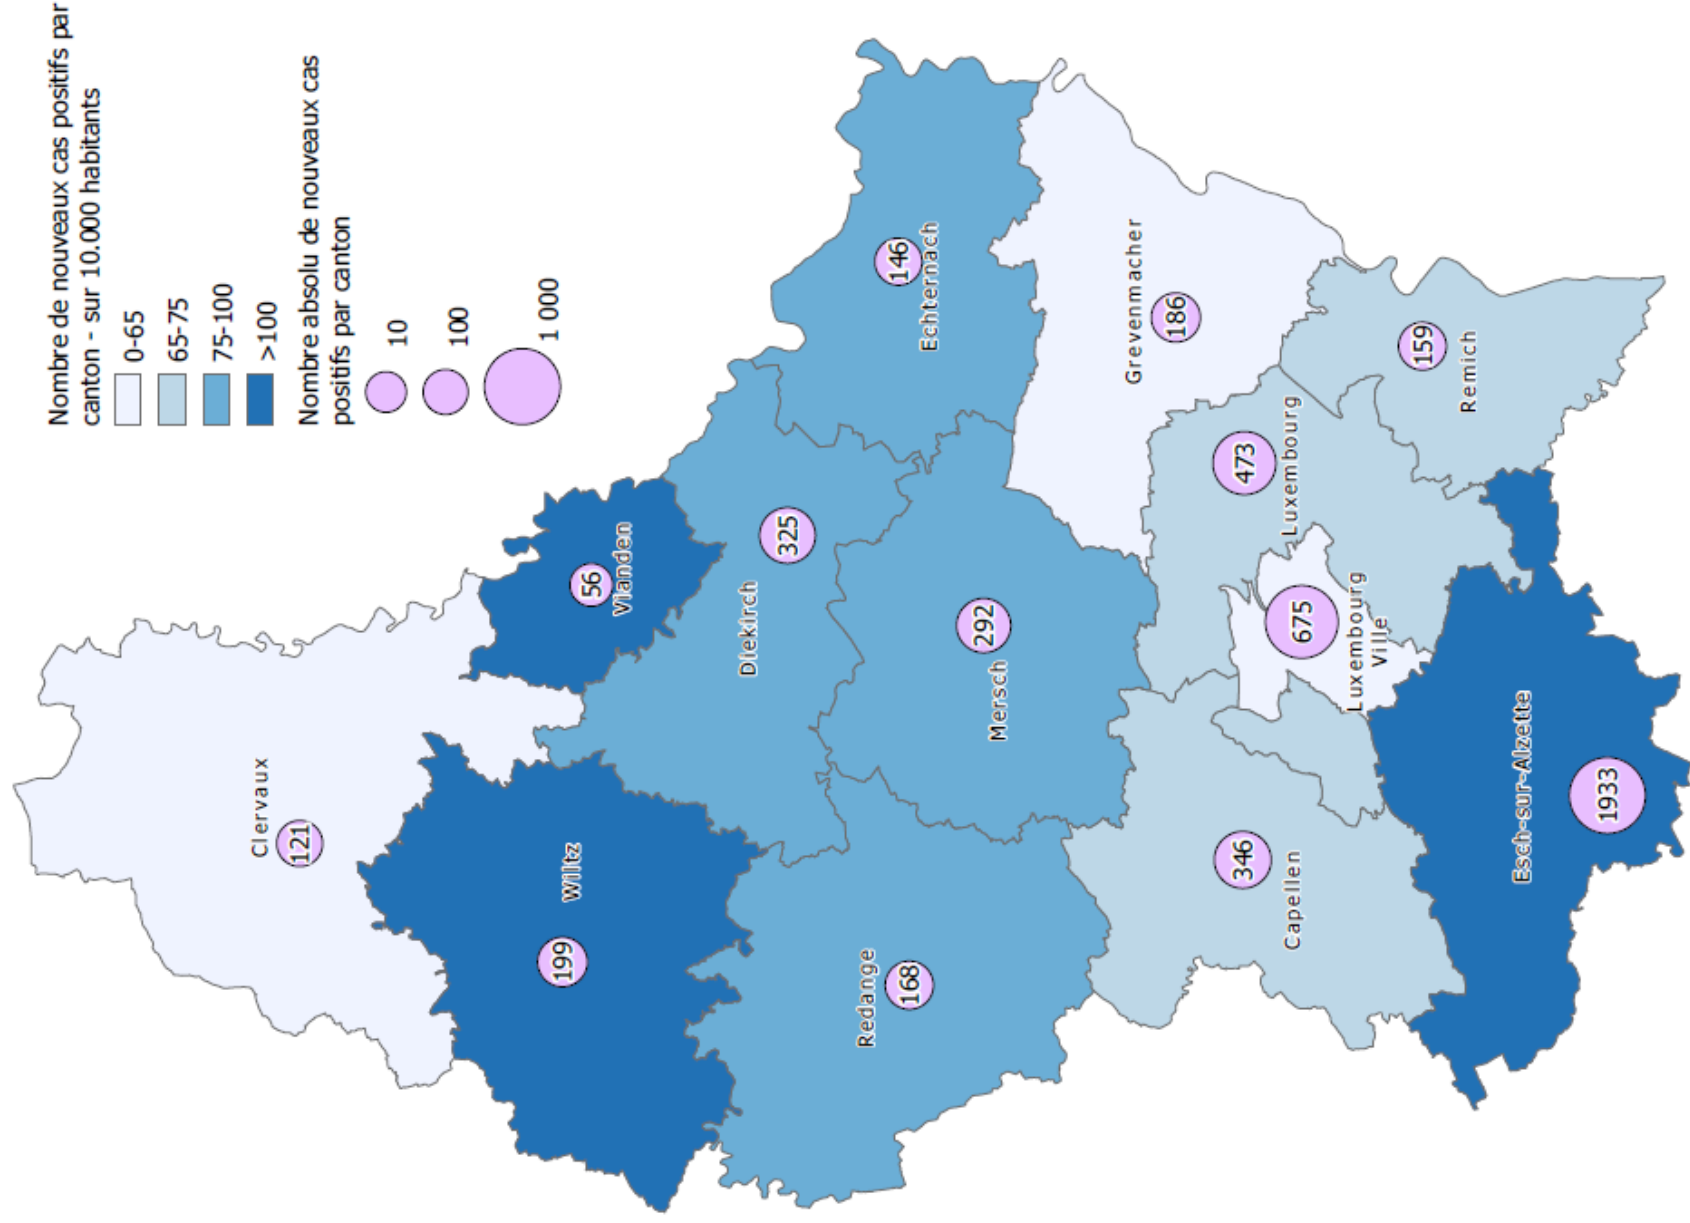 Nombre de nouveaux cas positifs par
canton - sur 10.000 habitants
0-65
65-75
75-100
>100
Nombre absolu de nouveaux cas
positifs par canton
10
100
1 000
Clervaux
121
Wiltz
199
56
Vilanden
Diekirch
325
Redange
168
Mersch
292
146
Echternach
Grevenmacher
186
346
Capellen
473
Luxembourg
675
Luxembourg
Ville
159
Remich
Esch-sur-Alzette
1933